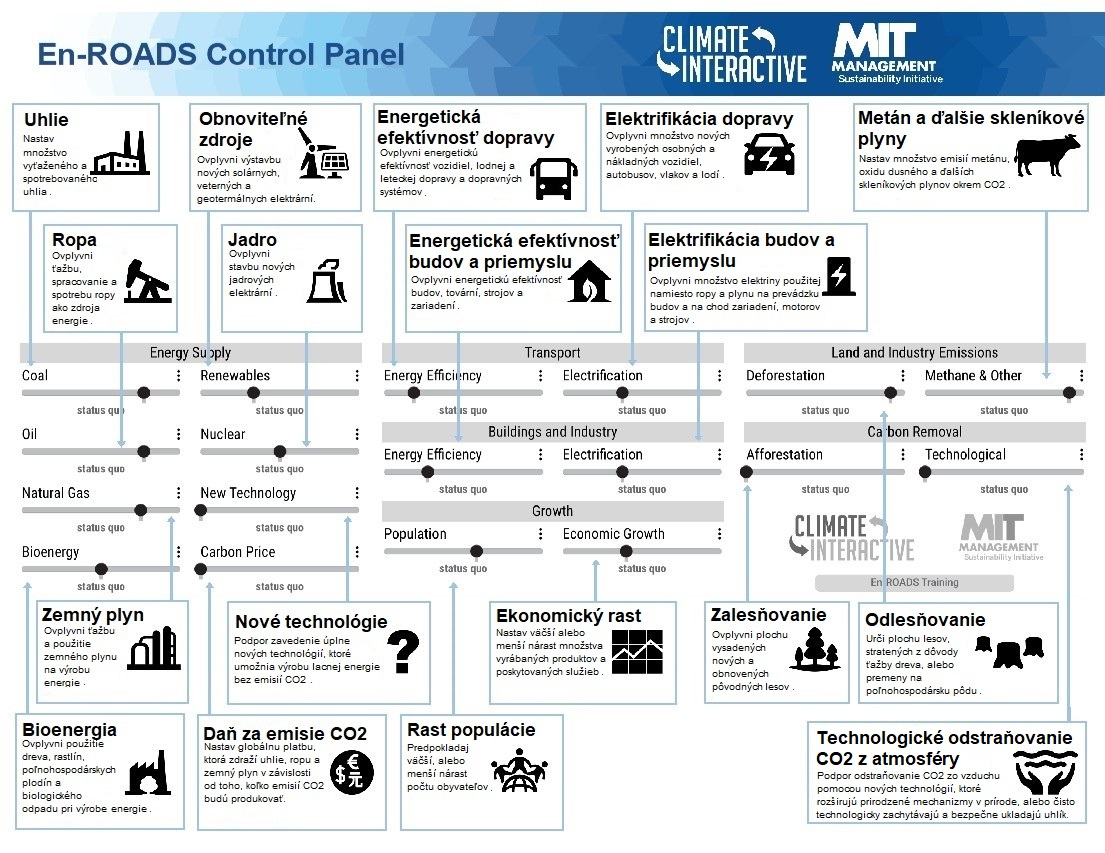 En-ROADS Control Panel
CLIMATE
INTERACTIVE
MIT
MANAGEMENT
Sustainability Initiative
Uhlie
Nastav
množstvo
vyťaženého a
spotrebovaného
uhlia .
Obnoviteľné
zdroje
Ovplyvni výstavbu
nových solárnych,
veterných a
geotermálnych elektrární.
Energetická
efektívnosť dopravy
Ovplyvni energetickú
efektívnosť vozidiel, lodnej a
leteckej dopravy a dopravných
systémov .
Elektrifikácia dopravy
Ovplyvni množstvo nových
vyrobených osobných a
nákladných vozidiel,
autobusov, vlakov a lodí .
Metán a ďalšie skleníkové
plyny
Nastav množstvo emisií metánu,
oxidu dusného a ďalších
skleníkových plynov okrem CO2 .
Ropa
Ovplyvni
ťažbu,
spracovanie a
spotrebu ropy
ako zdroja
energie .
Jadro
Ovplyvni
stavbu nových
jadrových
elektrární .
Energetická efektívnosť
budov a priemyslu
Ovplyvni energetickú efektívnosť
budov, tovární, strojov a
zariadení .
Elektrifikácia budov a
priemyslu
Ovplyvni množstvo elektriny použitej
namiesto ropy a plynu na prevádzku
budov a na chod zariadení, motorov
a strojov .
Energy Supply
Transport
Land and Industry Emissions
Coal
Renewables
Energy Efficiency
Electrification
Deforestation
Methane & Other
status quo
status quo
status quo
status quo
status quo
status quo
Oil
Nuclear
Buildings and Industry
Carbon Removal
Energy Efficiency
Electrification
Afforestation
Technological
status quo
status quo
status quo
status quo
status quo
status quo
Natural Gas
New Technology
Growth
status quo
status quo
Population
Economic Growth
Bioenergy
Carbon Price
status quo
status quo
status quo
status quo
CLIMATE
INTERACTIVE
MIT
MANAGEMENT
Sustainability Initiative
En-ROADS Training
Zemný plyn
Ovplyvni ťažbu
a použitie
zemného plynu
na výrobu
energie .
Nové technológie
Podpor zavedenie úplne
nových technológií, ktoré
umožnia výrobu lacnej energie
bez emisií CO2 .
Ekonomický rast
Nastav väčší alebo
menší nárast množstva
vyrábaných produktov a
poskytovaných služieb .
Zalesňovanie
Ovplyvni plochu
vysadených
nových a
obnovených
pôvodných lesov .
Odlesňovanie
Urči plochu lesov,
stratených z dôvody
ťažby dreva, alebo
premeny na
poľnohospodársku pôdu .
Bioenergia
Ovplyvni použitie
dreva, rastlín,
poľnohospodárskych
plodín a
biologického
odpadu pri výrobe energie .
Daň za emisie CO2
Nastav globálnu platbu,
ktorá zdraží uhlie, ropu a
zemný plyn v závislosti
od toho, koľko emisií CO2
budú produkovať.
Rast populácie
Predpokladaj
väčší, alebo
menší nárast
počtu obyvateľov .
Technologické odstraňovanie
CO2 z atmosféry
Podpor odstraňovanie CO2 zo vzduchu
pomocou nových technológií, ktoré
rozširujú prirodzené mechanizmy v prírode, alebo čisto
technologicky zachytávajú a bezpečne ukladajú uhlík.